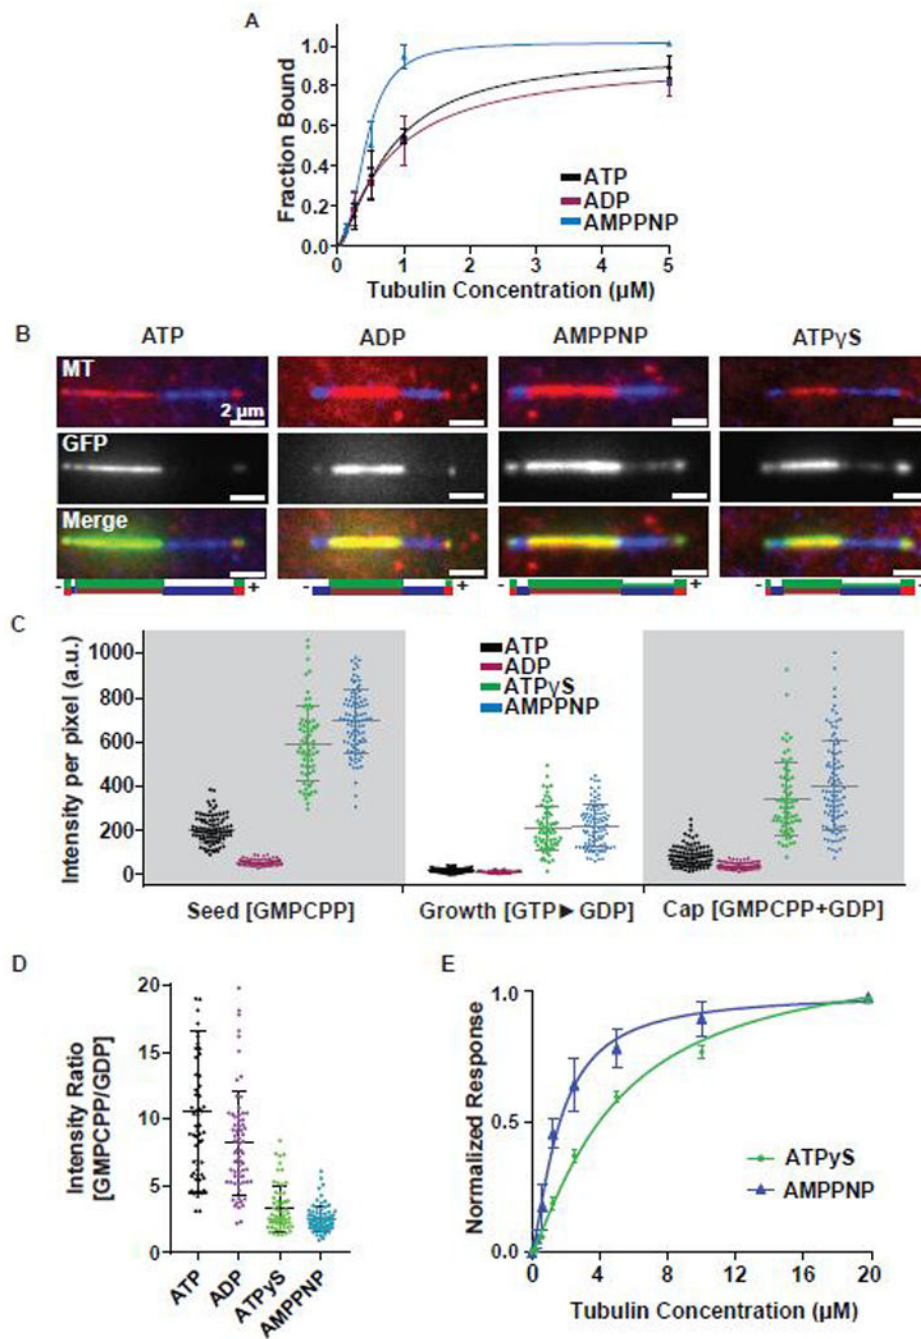 A
Fraction Bound
1.0
0.8
0.6
0.4
0.2
0.0
ATP
ADP
AMPPNP
0 1 2 3 4 5
Tubulin Concentration (µM)
B
ATP ADP AMPPNP ATPγS
MT
2 µm
GFP
Merge
- + - + - + -
C
Intensity per pixel (a.u.)
1000
800
600
400
200
0
ATP
ADP
ATPγS
AMPPNP
Seed [GMPCPP] Growth [GTP►GDP] Cap [GMPCPP+GDP]
D
Intensity Ratio
[GMPCPP/GDP]
20
15
10
5
0
ATP ADP ATPyS AMPPNP
E
Normalized Response
1.0
0.5
0.0
ATPyS
AMPPNP
0 4 8 12 16 20
Tubulin Concentration (µM)